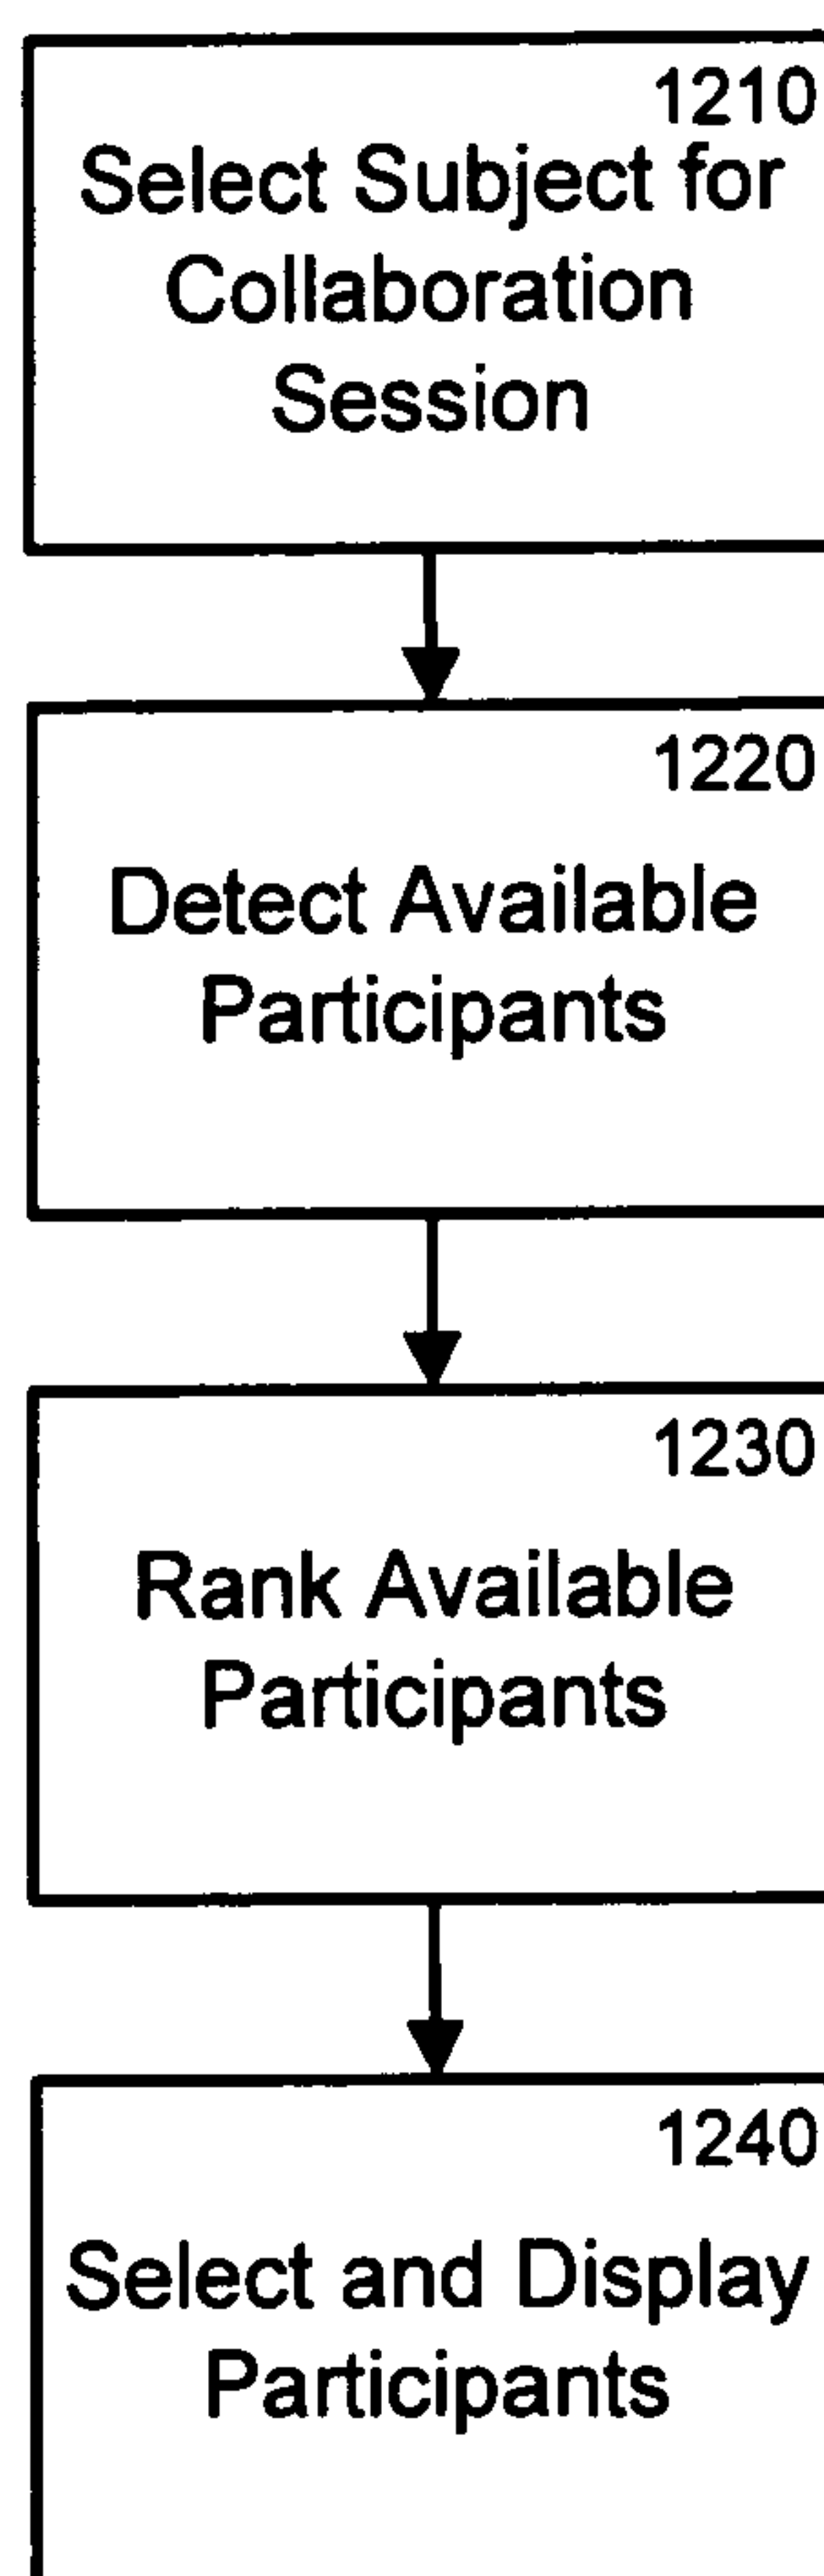 1210
Select Subject for
Collaboration
Session
1220
Detect Available
Participants
1230
Rank Available
Participants
1240
Select and Display
Participants